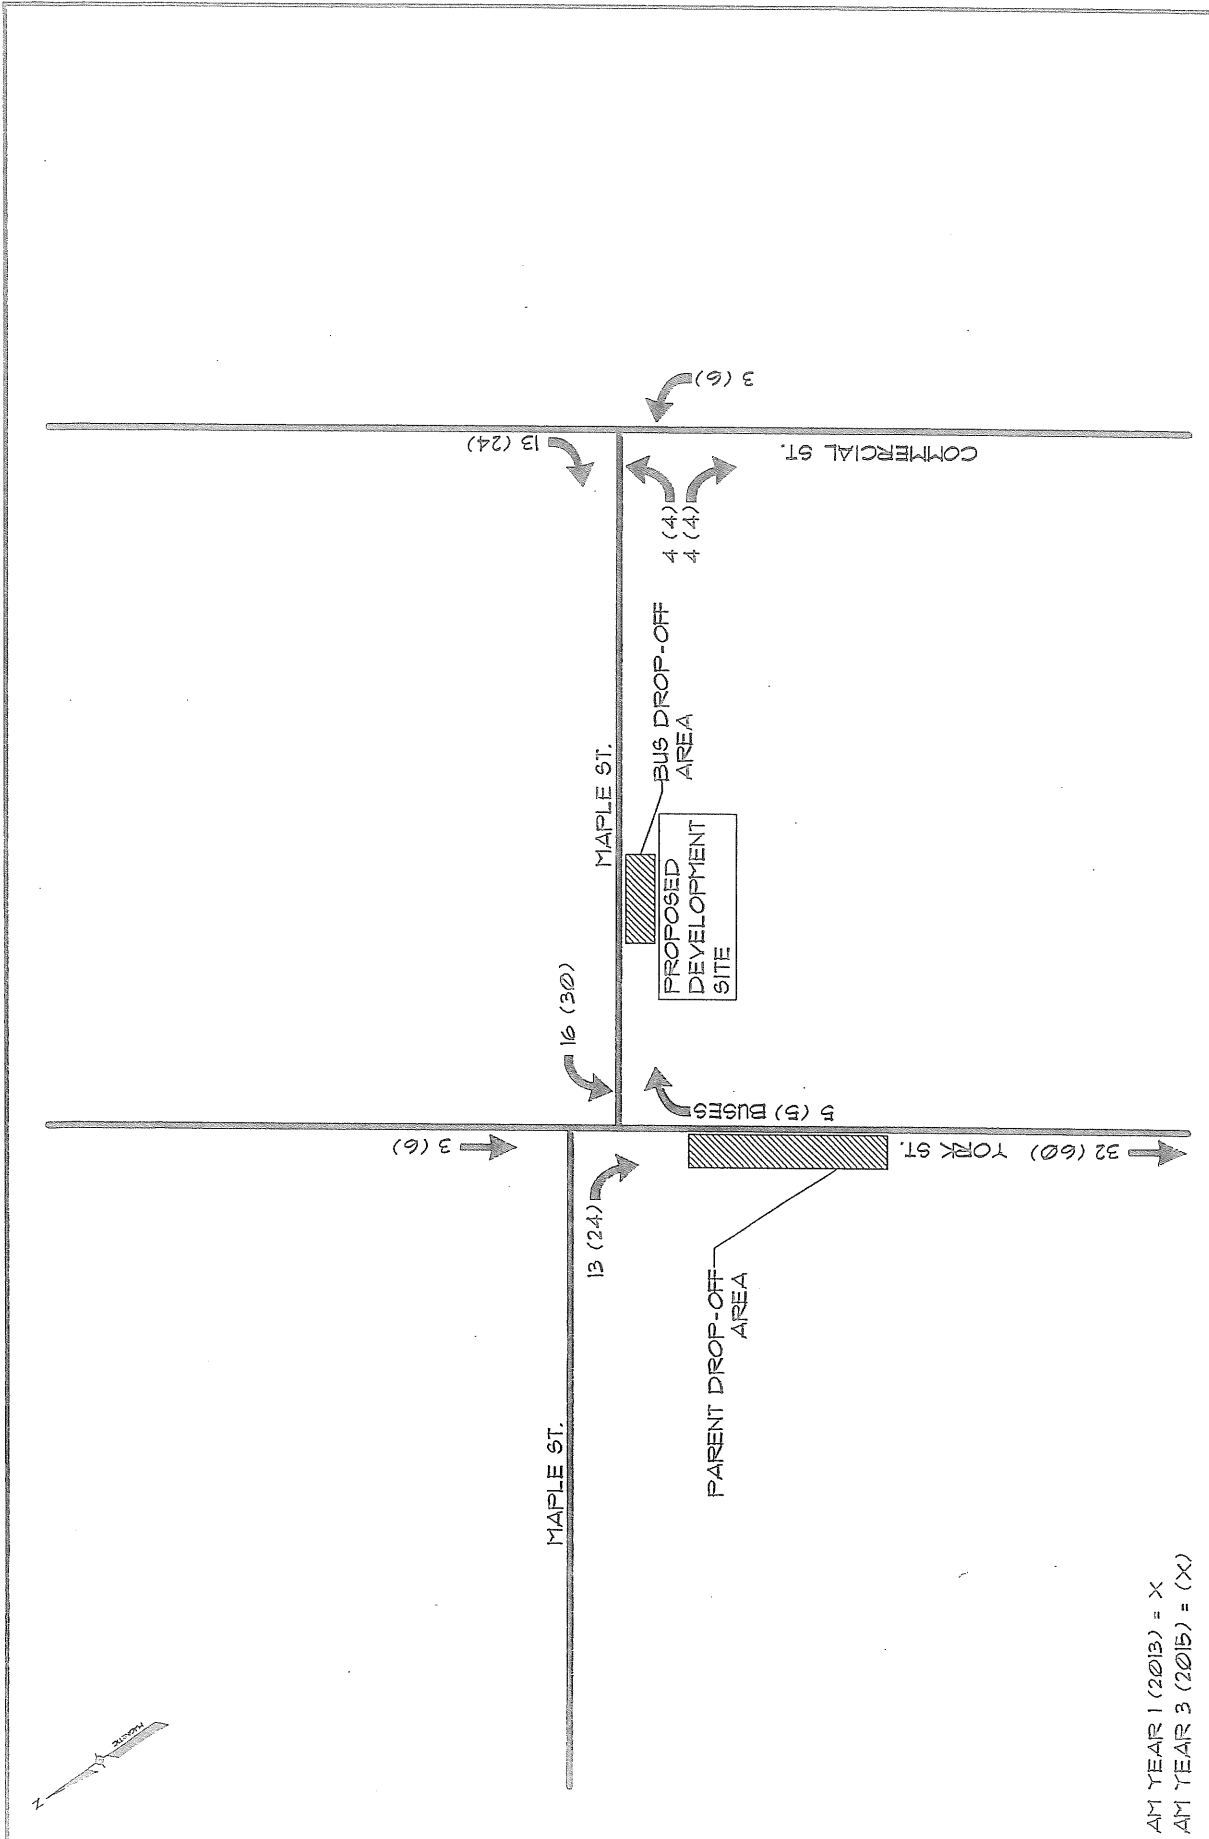 N
MAGNETIC
MAPLE ST.
3 (6)
13 (24)
PARENT DROP-OFF
AREA
16 (30)
5 (5) BUSES
YORK ST.
32 (60)
MAPLE ST.
BUS DROP-OFF
AREA
PROPOSED
DEVELOPMENT
SITE
13 (24)
4 (4)
4 (4)
3 (6)
COMMERCIAL ST.
AM YEAR 1 (2013) = X
AM YEAR 3 (2015) = (X)